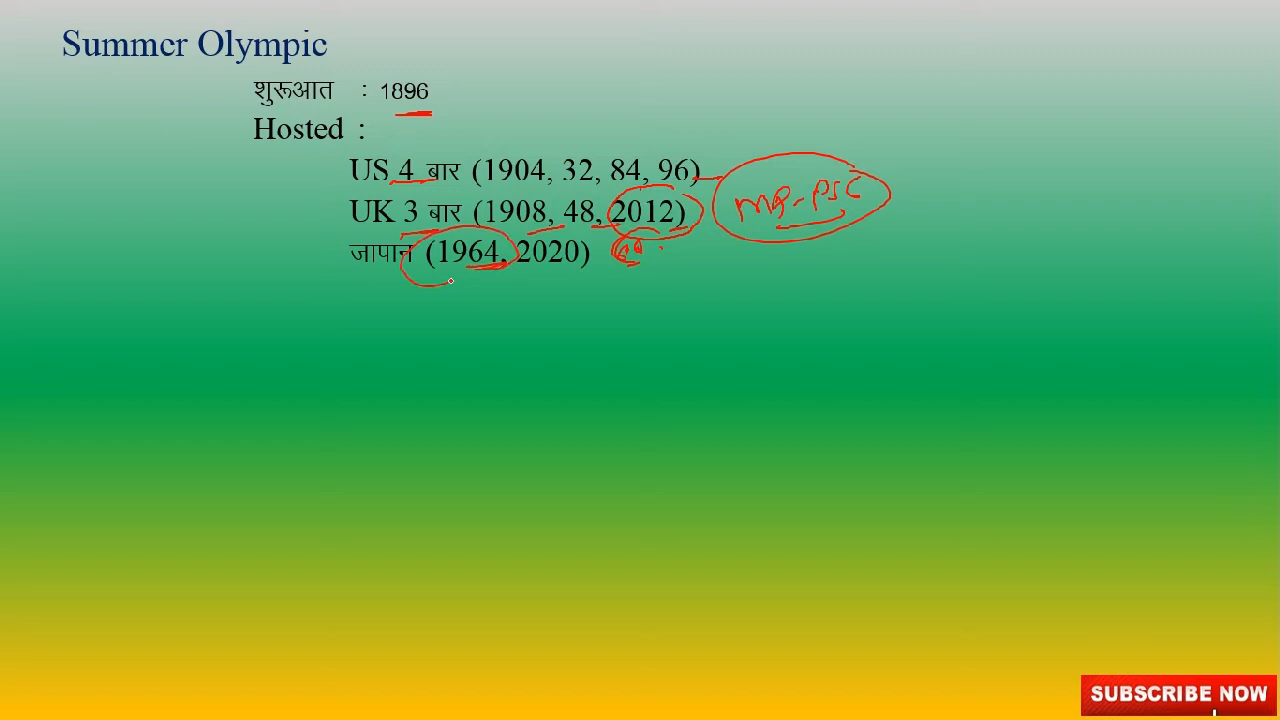 Summer Olympic
शुरूआत : 1896
Hosted :
US 4 बार (1904, 32, 84, 96)
MP-PSC
UK 3 बार (1908, 48, 2012)
जापान (1964, 2020)
SUBSCRIBE NOW